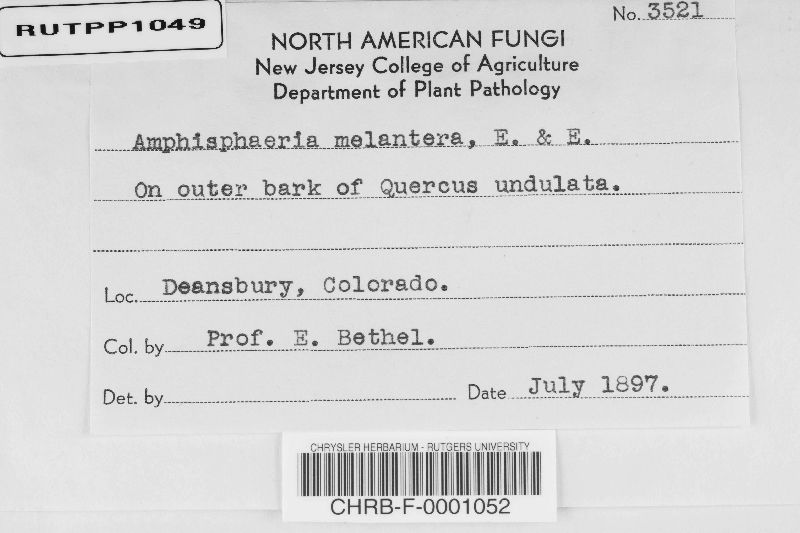 RUTPP1049
No. 3521
NORTH AMERICAN FUNGI
New Jersey College of Agriculture
Department of Plant Pathology
Amphisphaeria melantera, E. & E.
On outer bark of Quercus undulata.
Loc. Deansbury, Colorado.
Col. by Prof. E. Bethel.
Det. by Date July 1897.
CHRYSLER HERBARIUM - RUTGERS UNIVERSITY
CHRB-F-0001052